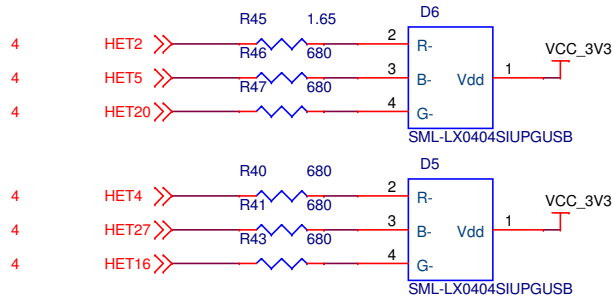 R45 1.65 D6
4 HET2 2 R-
R46 680 VCC_3V3
4 HET5 3 B- Vdd 1
R47 680
4 HET20 4 G-
SML-LX0404SIUPGUSB
R40 680 D5
4 HET4 2 R-
R41 680 VCC_3V3
4 HET27 3 B- Vdd 1
R43 680
4 HET16 4 G-
SML-LX0404SIUPGUSB